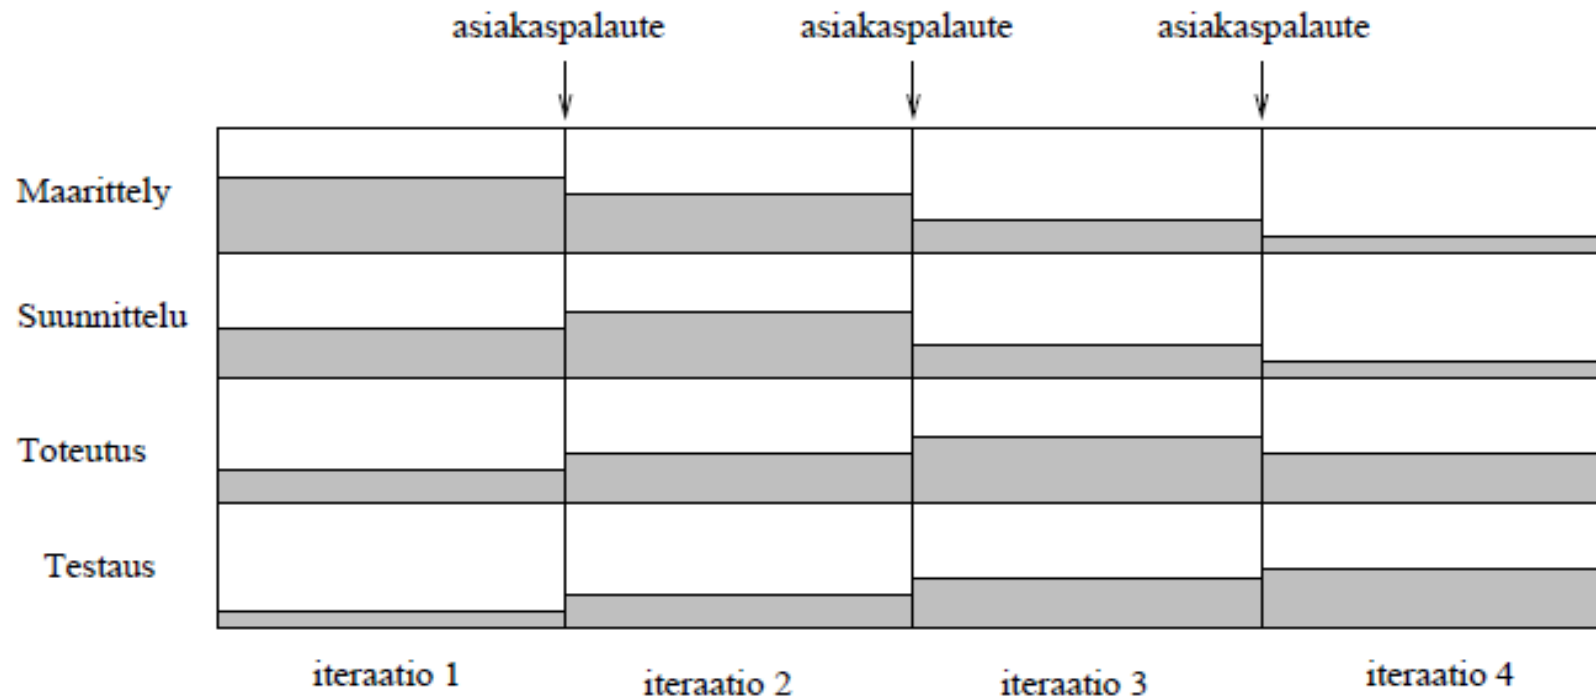 asiakaspalaute asiakaspalaute asiakaspalaute
Maarittely
Suunnittelu
Toteutus
Testaus
iteraatio 1 iteraatio 2 iteraatio 3 iteraatio 4